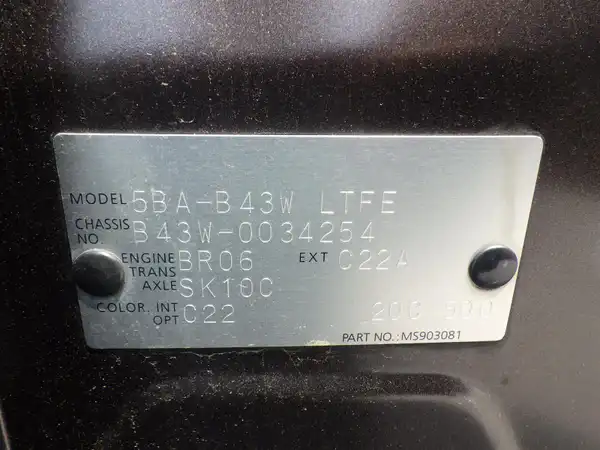 MODEL 5BA-B43W LTFE
CHASSIS NO. B43W-0034254
ENGINE BR06 EXT C22A
TRANS AXLE SK10C
COLOR. INT OPT C22 20C
PART NO.:MS903081